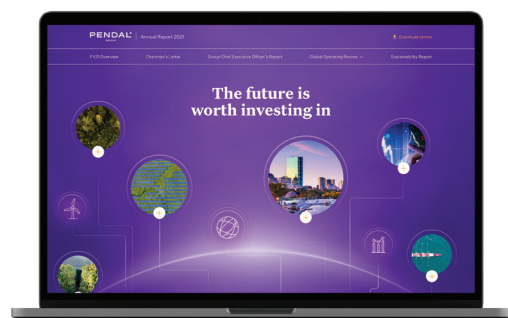 PENDAL
GROUP
Annual Report 2021
Download centre
FY21 Overview
Chairman's Letter
Group Chief Executive Officer's Report
Global Operating Review
Sustainability Report
The future is
worth investing in